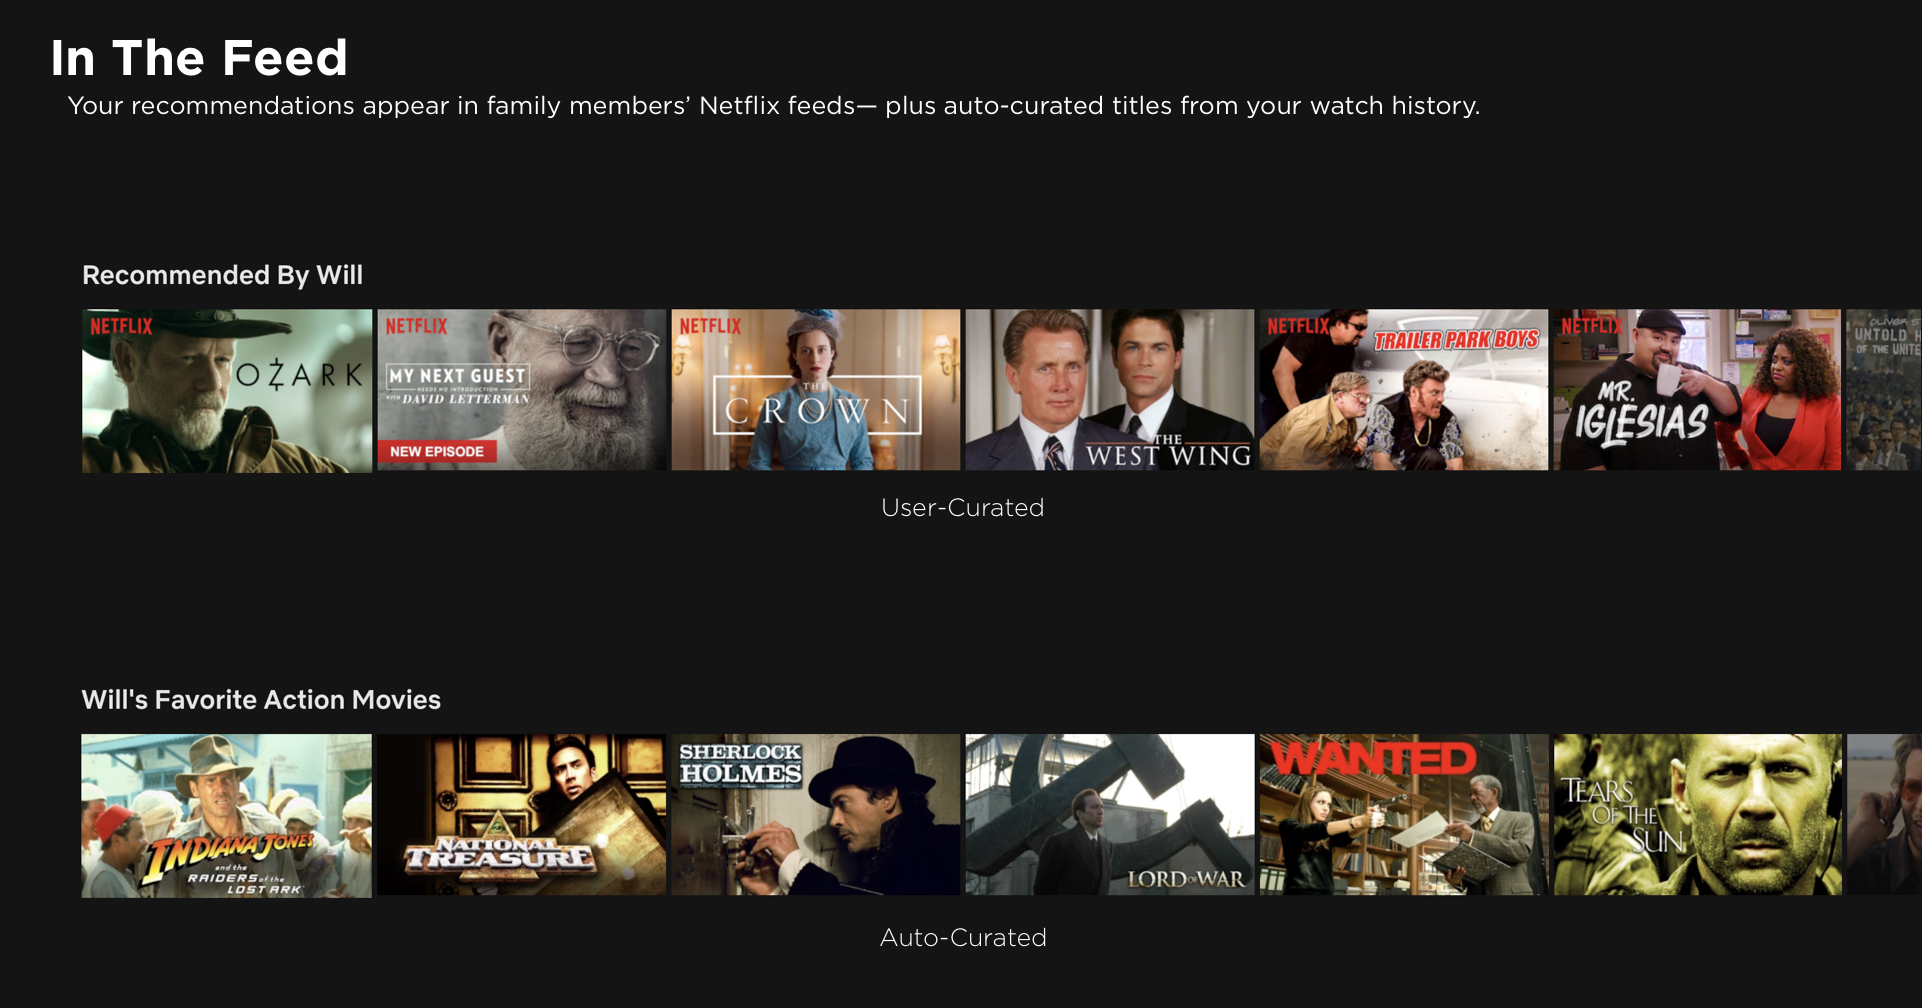 In The Feed
Your recommendations appear in family members’ Netflix feeds— plus auto-curated titles from your watch history.
Recommended By Will
NETFLIX
OZARK
NETFLIX
MY NEXT GUEST
NEEDS NO INTRODUCTION
WITH DAVID LETTERMAN
NEW EPISODE
NETFLIX
THE
CROWN
THE
WEST WING
NETFLIX
TRAILER PARK BOYS
NETFLIX
MR.
IGLESIAS
UNTOLD
OF THE
User-Curated
Will's Favorite Action Movies
INDIANA JONES
and the
RAIDERS of the
LOST ARK
NATIONAL
TREASURE
SHERLOCK
HOLMES
LORD OF WAR
WANTED
TEARS
OF THE
SUN
Auto-Curated